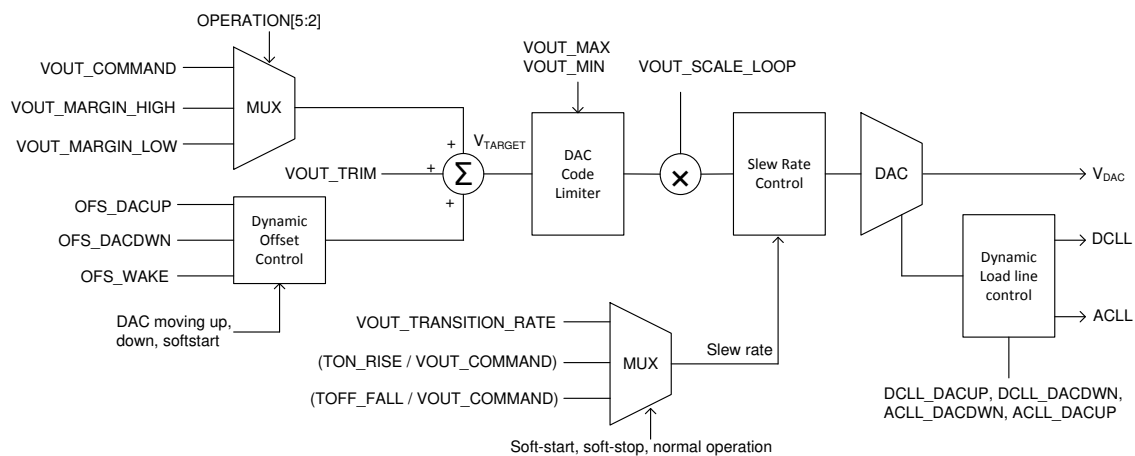 OPERATION[5:2]
VOUT_COMMAND
VOUT_MARGIN_HIGH
VOUT_MARGIN_LOW
MUX
VOUT_TRIM
+
+
+
Σ
V_TARGET
OFS_DACUP
OFS_DACDWN
OFS_WAKE
Dynamic
Offset
Control
DAC moving up,
down, softstart
VOUT_MAX
VOUT_MIN
DAC
Code
Limiter
VOUT_SCALE_LOOP
×
Slew Rate
Control
DAC
V_DAC
Dynamic
Load line
control
DCLL
ACLL
DCLL_DACUP, DCLL_DACDWN,
ACLL_DACDWN, ACLL_DACUP
VOUT_TRANSITION_RATE
(TON_RISE / VOUT_COMMAND)
(TOFF_FALL / VOUT_COMMAND)
MUX
Slew rate
Soft-start, soft-stop, normal operation